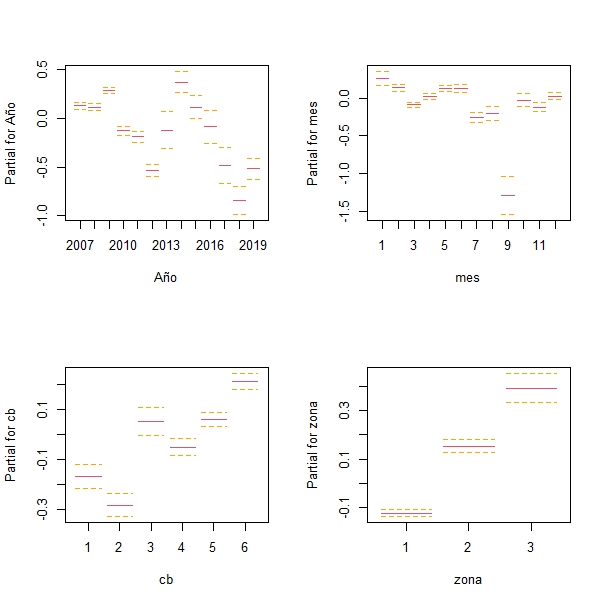 Partial for Año
0.5
0.0
-0.5
-1.0
2007 2010 2013 2016 2019
Año
Partial for mes
0.0
-0.5
-1.0
-1.5
1 3 5 7 9 11
mes
Partial for cb
0.1
-0.1
-0.3
1 2 3 4 5 6
cb
Partial for zona
0.3
0.1
-0.1
1 2 3
zona